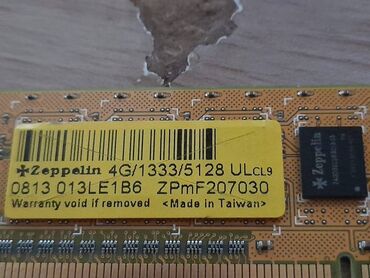 Zeppelin 4G/1333/5128 ULCL9
0813 013LE1B6 ZPmF207030
Warranty void if removed <Made in Taiwan>
Zeppelin